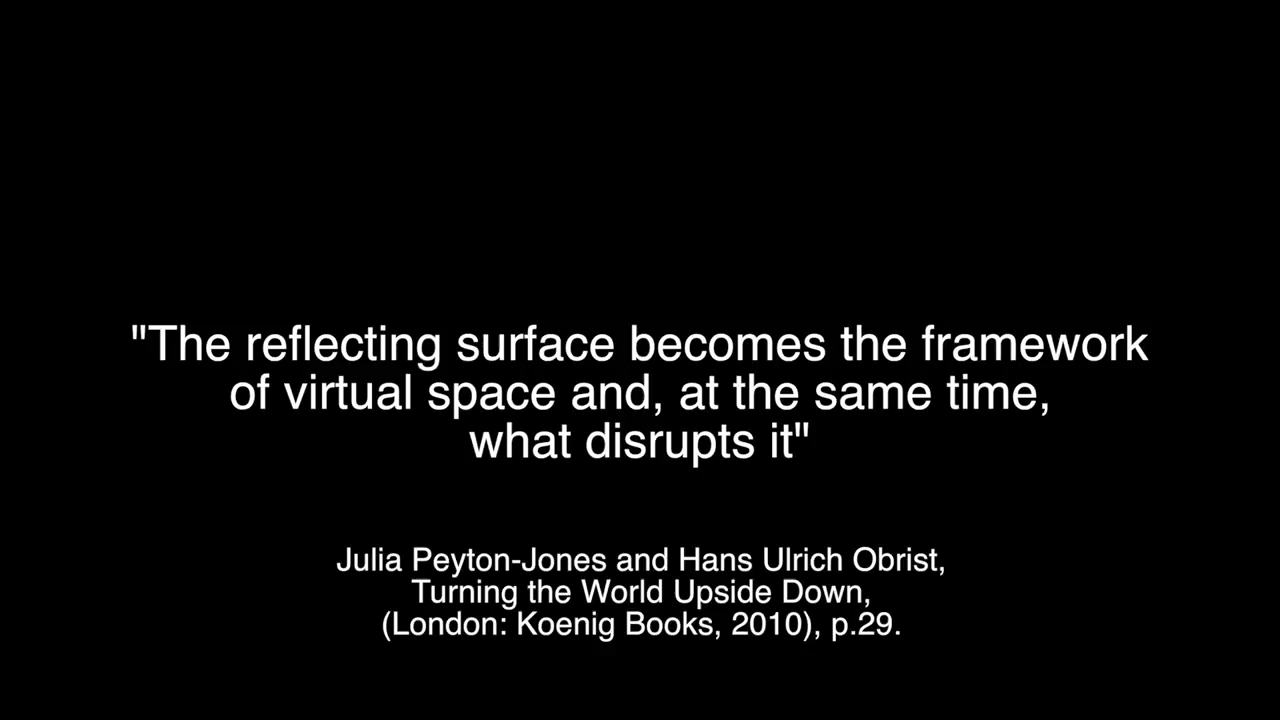 "The reflecting surface becomes the framework
of virtual space and, at the same time,
what disrupts it"
Julia Peyton-Jones and Hans Ulrich Obrist,
Turning the World Upside Down,
(London: Koenig Books, 2010), p.29.